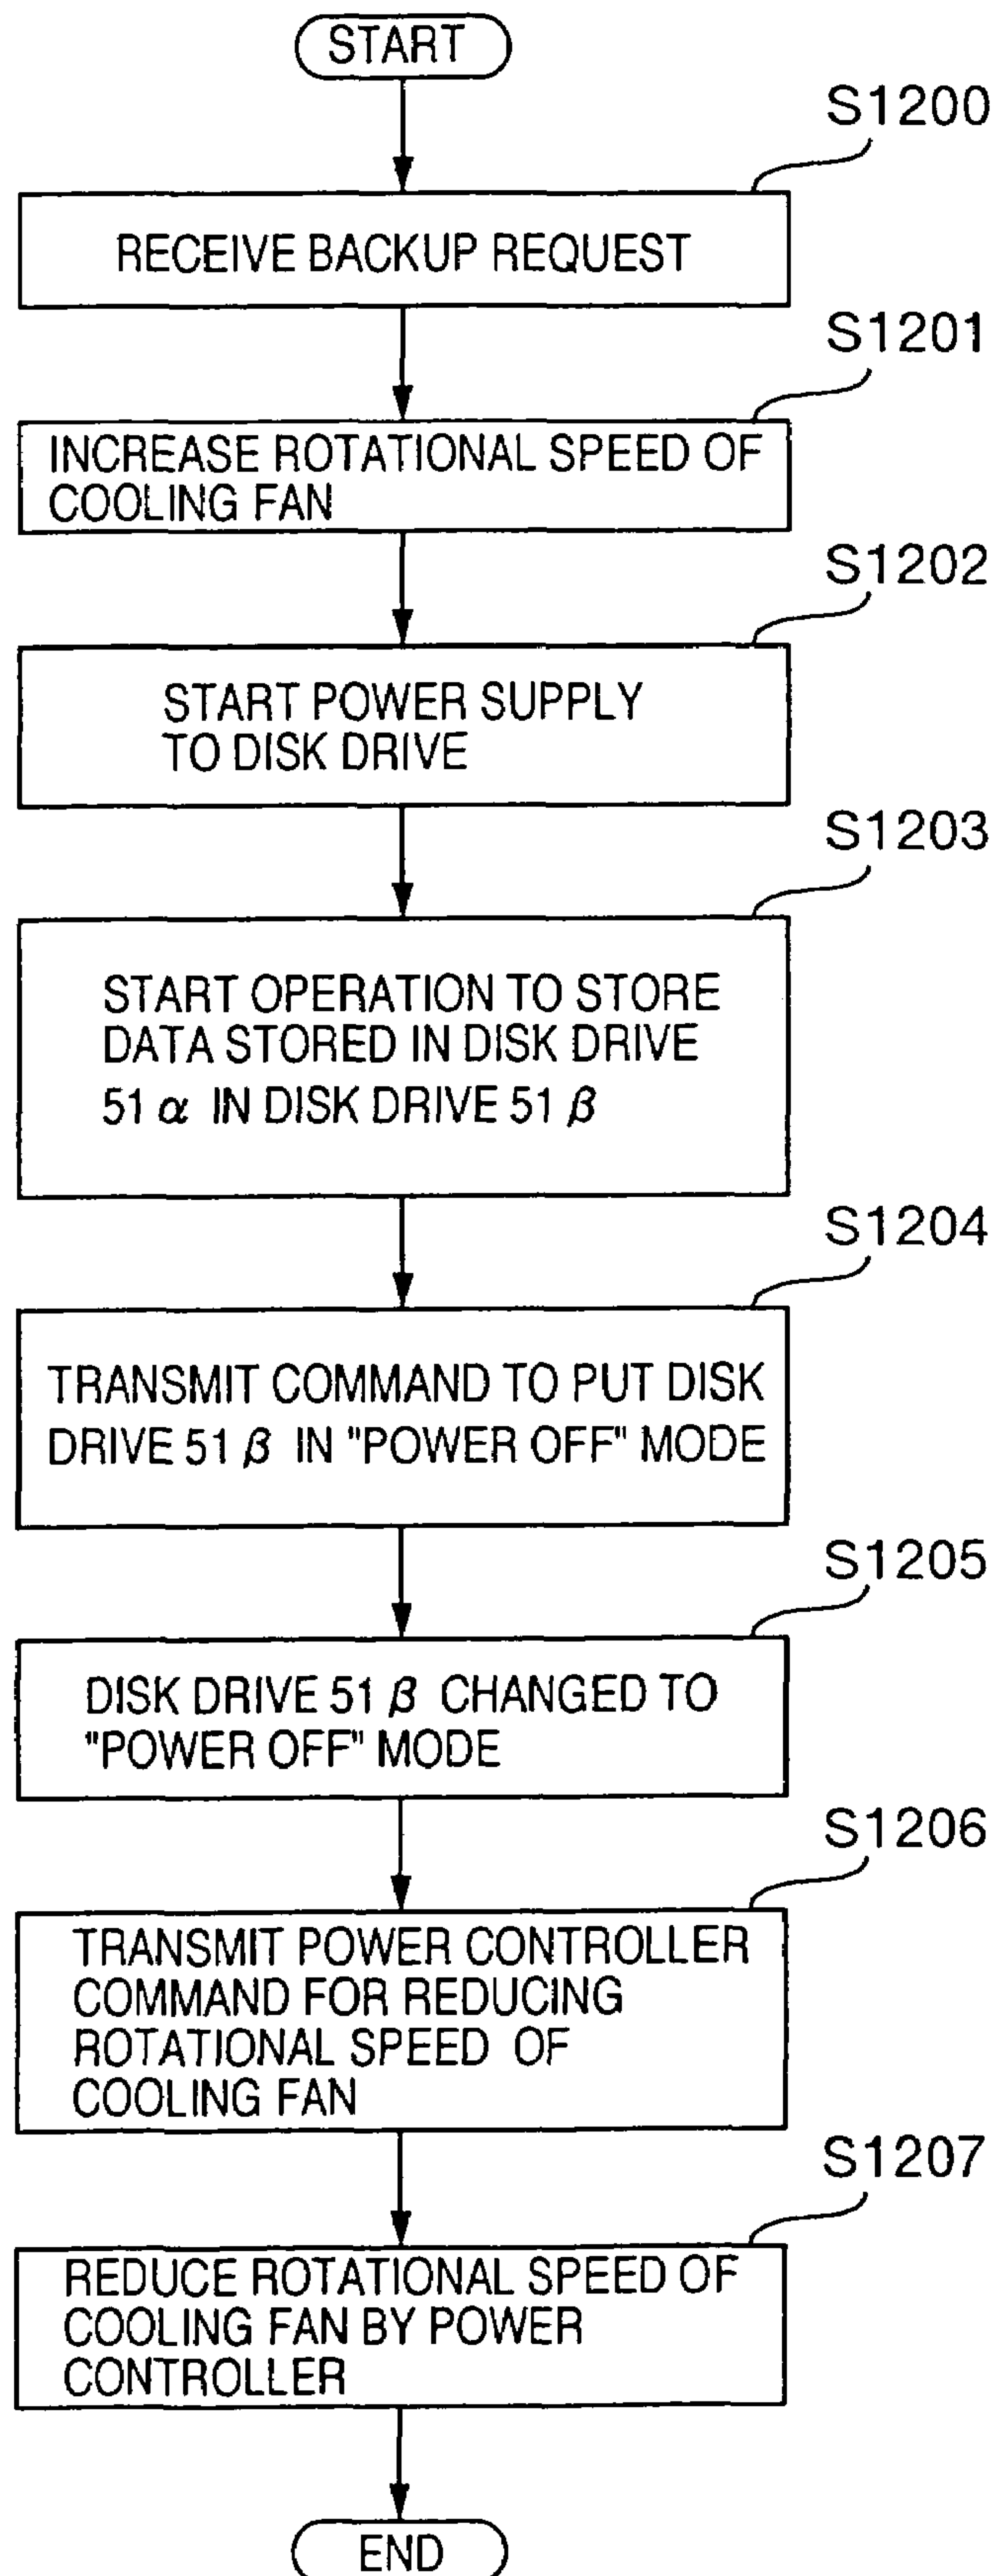 START
S1200
RECEIVE BACKUP REQUEST
S1201
INCREASE ROTATIONAL SPEED OF
COOLING FAN
S1202
START POWER SUPPLY
TO DISK DRIVE
S1203
START OPERATION TO STORE
DATA STORED IN DISK DRIVE
51 α IN DISK DRIVE 51 β
S1204
TRANSMIT COMMAND TO PUT DISK
DRIVE 51 β IN "POWER OFF" MODE
S1205
DISK DRIVE 51 β CHANGED TO
"POWER OFF" MODE
S1206
TRANSMIT POWER CONTROLLER
COMMAND FOR REDUCING
ROTATIONAL SPEED OF
COOLING FAN
S1207
REDUCE ROTATIONAL SPEED OF
COOLING FAN BY POWER
CONTROLLER
END